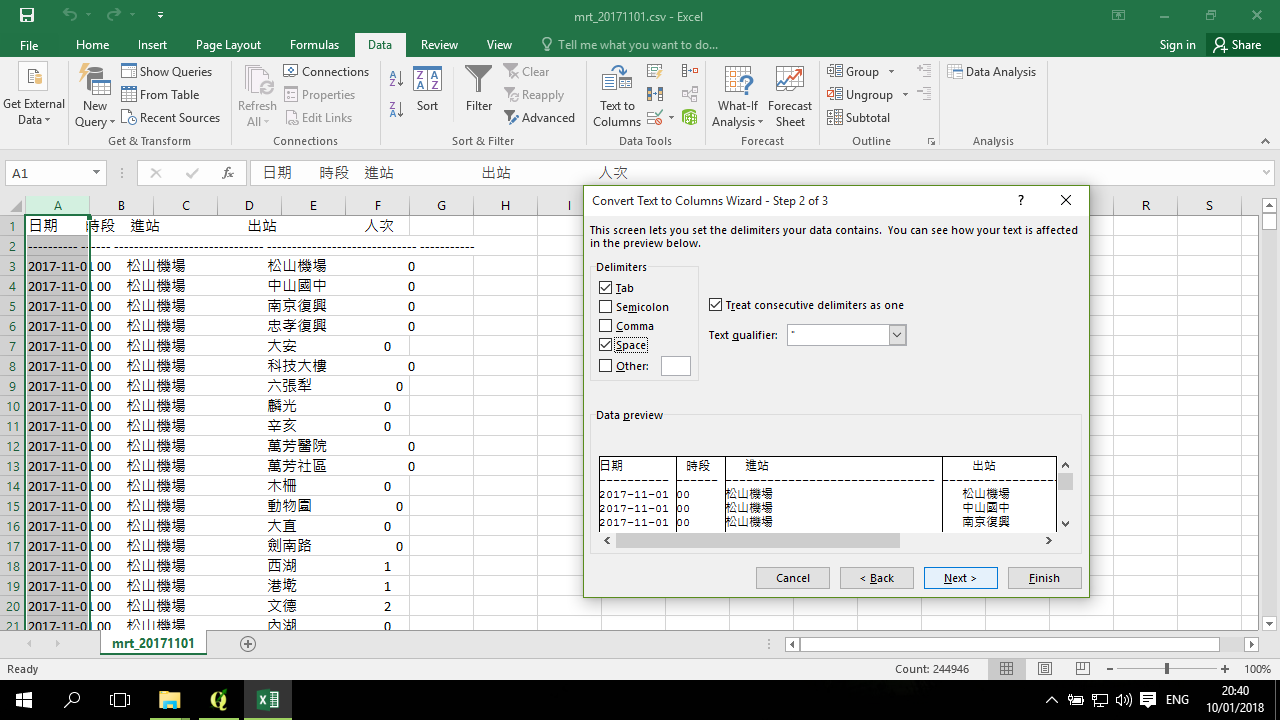 mrt_20171101.csv - Excel
File Home Insert Page Layout Formulas Data Review View Tell me what you want to do... Sign in Share
Get External Data
New Query
Show Queries
From Table
Recent Sources
Get & Transform
Refresh All
Connections
Properties
Edit Links
Connections
Sort
Filter
Clear
Reapply
Advanced
Sort & Filter
Text to Columns
Data Tools
What-If Analysis
Forecast Sheet
Forecast
Group
Ungroup
Subtotal
Outline
Data Analysis
Analysis
A1 fx 日期 時段 進站 出站 人次
A B C D E F G H I R S
1 日期 時段 進站 出站 人次
2 ---------- ----- ------------------------------ ------------------------------ -----------
3 2017-11-01 00 松山機場 松山機場 0
4 2017-11-01 00 松山機場 中山國中 0
5 2017-11-01 00 松山機場 南京復興 0
6 2017-11-01 00 松山機場 忠孝復興 0
7 2017-11-01 00 松山機場 大安 0
8 2017-11-01 00 松山機場 科技大樓 0
9 2017-11-01 00 松山機場 六張犁 0
10 2017-11-01 00 松山機場 麟光 0
11 2017-11-01 00 松山機場 辛亥 0
12 2017-11-01 00 松山機場 萬芳醫院 0
13 2017-11-01 00 松山機場 萬芳社區 0
14 2017-11-01 00 松山機場 木柵 0
15 2017-11-01 00 松山機場 動物園 0
16 2017-11-01 00 松山機場 大直 0
17 2017-11-01 00 松山機場 劍南路 0
18 2017-11-01 00 松山機場 西湖 1
19 2017-11-01 00 松山機場 港墘 1
20 2017-11-01 00 松山機場 文德 2
21 2017-11-01 00 松山機場 內湖 0
Convert Text to Columns Wizard - Step 2 of 3 ?
This screen lets you set the delimiters your data contains. You can see how your text is affected
in the preview below.
Delimiters
Tab
Semicolon
Comma
Space
Other:
Treat consecutive delimiters as one
Text qualifier: "
Data preview
日期 時段 進站 出站
---------- ----- ------------------------------ ----------------
2017-11-01 00 松山機場 松山機場
2017-11-01 00 松山機場 中山國中
2017-11-01 00 松山機場 南京復興
Cancel < Back Next > Finish
mrt_20171101
Ready Count: 244946 100%
ENG 20:40
10/01/2018